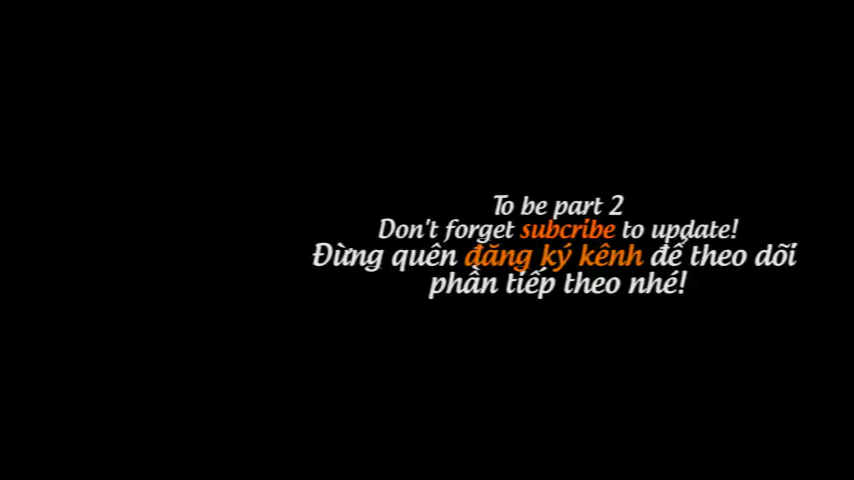 To be part 2
Don't forget subcribe to update!
Đừng quên đăng ký kênh để theo dõi
phần tiếp theo nhé!